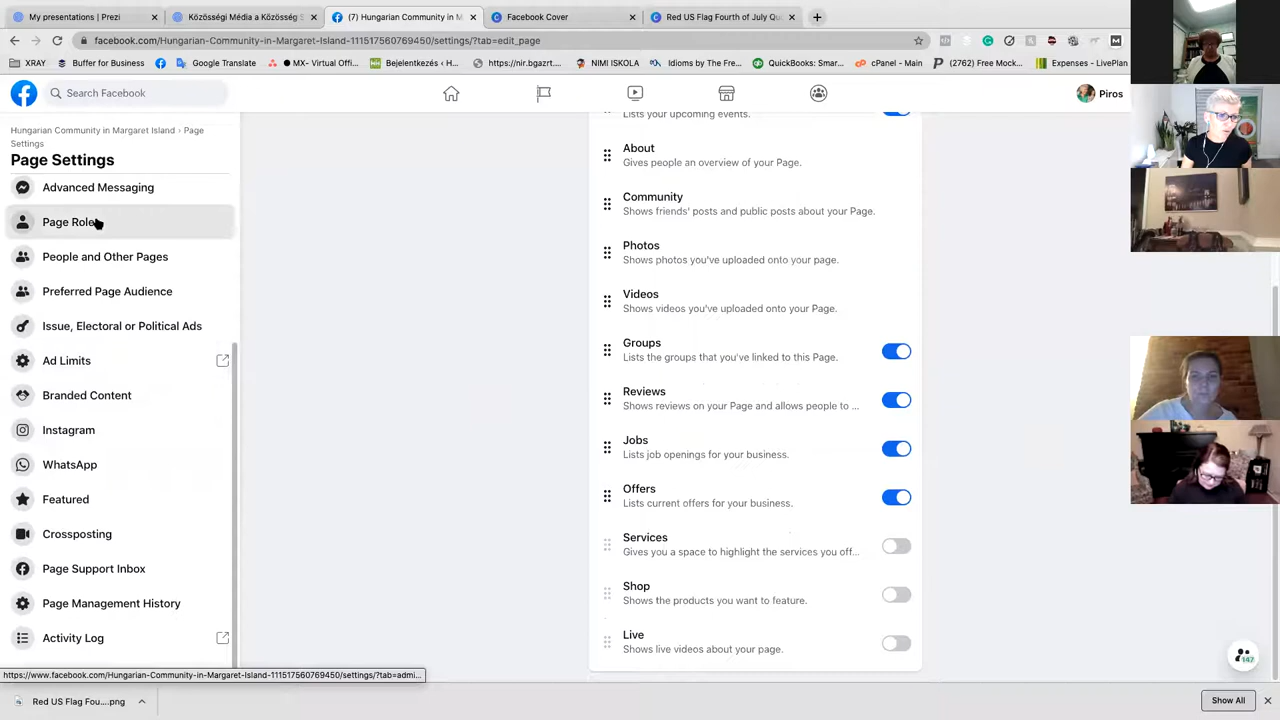 My presentations | Prezi
Közösségi Média a Közösség S
(7) Hungarian Community in M
Facebook Cover
Red US Flag Fourth of July Qu
facebook.com/Hungarian-Community-in-Margaret-Island-111517560769450/settings/?tab=edit_page
XRAY
Buffer for Business
Google Translate
MX- Virtual Offi...
Bejelentkezés ‹ H...
https://nir.bgazrt....
NIMI ISKOLA
Idioms by The Fre...
QuickBooks: Smar...
cPanel - Main
(2762) Free Mock...
Expenses - LivePlan
Search Facebook
Piros
Hungarian Community in Margaret Island › Page
Settings
Page Settings
Advanced Messaging
Page Roles
People and Other Pages
Preferred Page Audience
Issue, Electoral or Political Ads
Ad Limits
Branded Content
Instagram
WhatsApp
Featured
Crossposting
Page Support Inbox
Page Management History
Activity Log
Lists your upcoming events.
About
Gives people an overview of your Page.
Community
Shows friends' posts and public posts about your Page.
Photos
Shows photos you've uploaded onto your page.
Videos
Shows videos you've uploaded onto your Page.
Groups
Lists the groups that you've linked to this Page.
Reviews
Shows reviews on your Page and allows people to ...
Jobs
Lists job openings for your business.
Offers
Lists current offers for your business.
Services
Gives you a space to highlight the services you off...
Shop
Shows the products you want to feature.
Live
Shows live videos about your page.
147
https://www.facebook.com/Hungarian-Community-in-Margaret-Island-111517560769450/settings/?tab=admi...
Red US Flag Fou....png
Show All